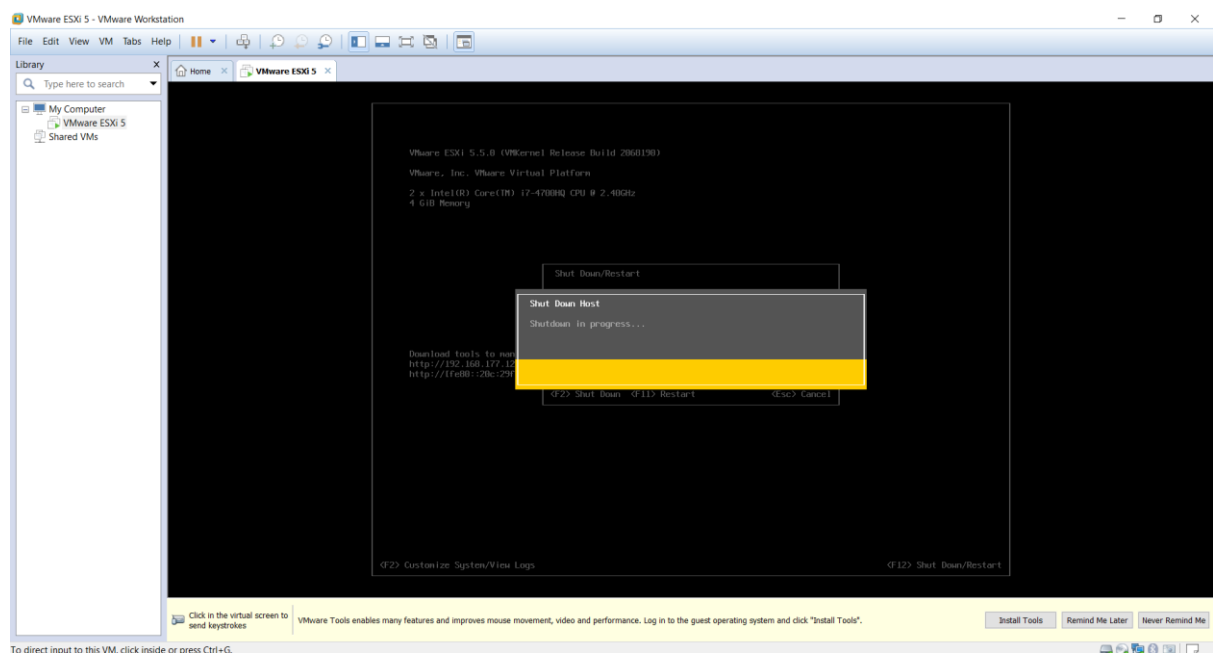 VMware ESXi 5 - VMware Workstation
File Edit View VM Tabs Help
Library
Type here to search
My Computer
VMware ESXi 5
Shared VMs
Home
VMware ESXi 5
VMware ESXi 5.5.0 (VMKernel Release Build 2068190)
VMware, Inc. VMware Virtual Platform
2 x Intel(R) Core(TM) i7-4700HQ CPU @ 2.40GHz
4 GiB Memory
Shut Down/Restart
Shut Down Host
Shutdown in progress...
Download tools to man
http://192.168.177.12
http://[fe80::20c:29f
<F2> Shut Down <F11> Restart <Esc> Cancel
<F2> Customize System/View Logs <F12> Shut Down/Restart
Click in the virtual screen to
send keystrokes
VMware Tools enables many features and improves mouse movement, video and performance. Log in to the guest operating system and click "Install Tools".
Install Tools Remind Me Later Never Remind Me
To direct input to this VM, click inside or press Ctrl+G.